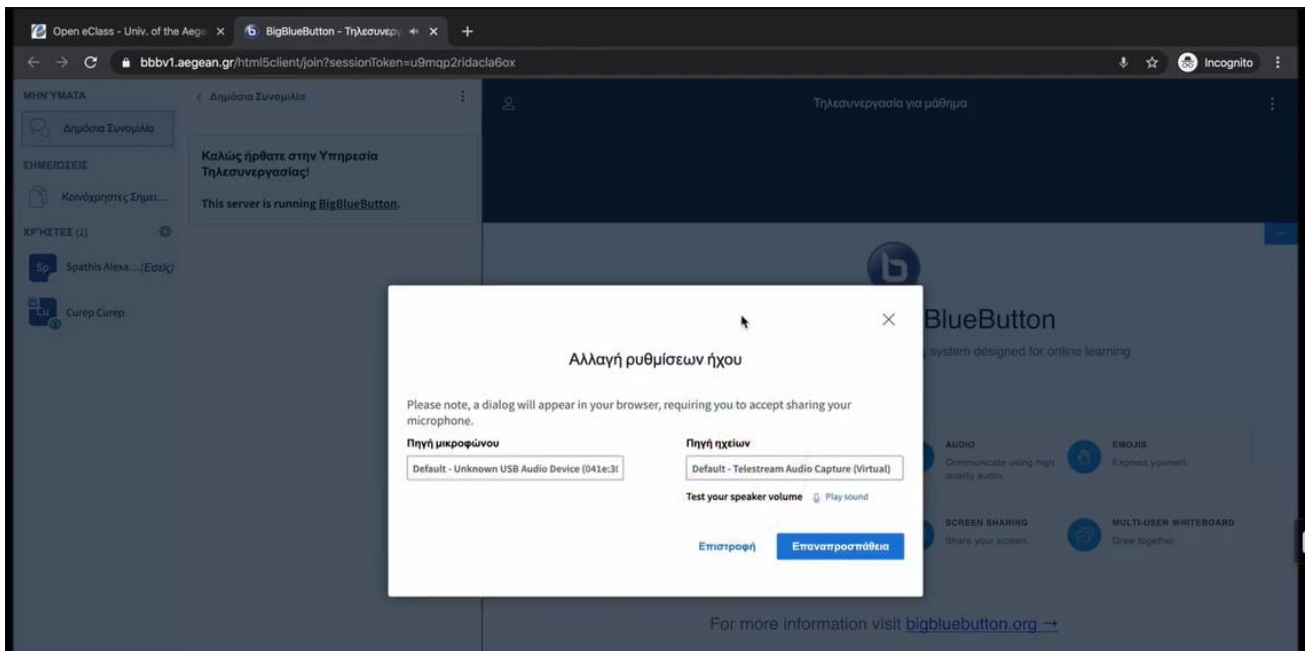 Open eClass - Univ. of the Aege
BigBlueButton - Τηλεσυνεργ
bbbv1.aegean.gr/html5client/join?sessionToken=u9mqp2ridacla6ox
Incognito
ΜΗΝΎΜΑΤΑ
Δημόσια Συνομιλία
ΣΗΜΕΙΏΣΕΙΣ
Κοινόχρηστες Σημει...
ΧΡΉΣΤΕΣ (2)
Sp Spathis Alexa... (Εσείς)
Cu Curep Curep
Δημόσια Συνομιλία
Καλώς ήρθατε στην Υπηρεσία
Τηλεσυνεργασίας!
This server is running BigBlueButton.
Τηλεσυνεργασία για μάθημα
BlueButton
system designed for online learning
Αλλαγή ρυθμίσεων ήχου
Please note, a dialog will appear in your browser, requiring you to accept sharing your
microphone.
Πηγή μικροφώνου
Default - Unknown USB Audio Device (041e:3(
Πηγή ηχείων
Default - Telestream Audio Capture (Virtual)
Test your speaker volume Play sound
Επιστροφή Επαναπροσπάθεια
AUDIO
Communicate using high
quality audio.
EMOJIS
Express yourself.
SCREEN SHARING
Share your screen.
MULTI-USER WHITEBOARD
Draw together.
For more information visit bigbluebutton.org →